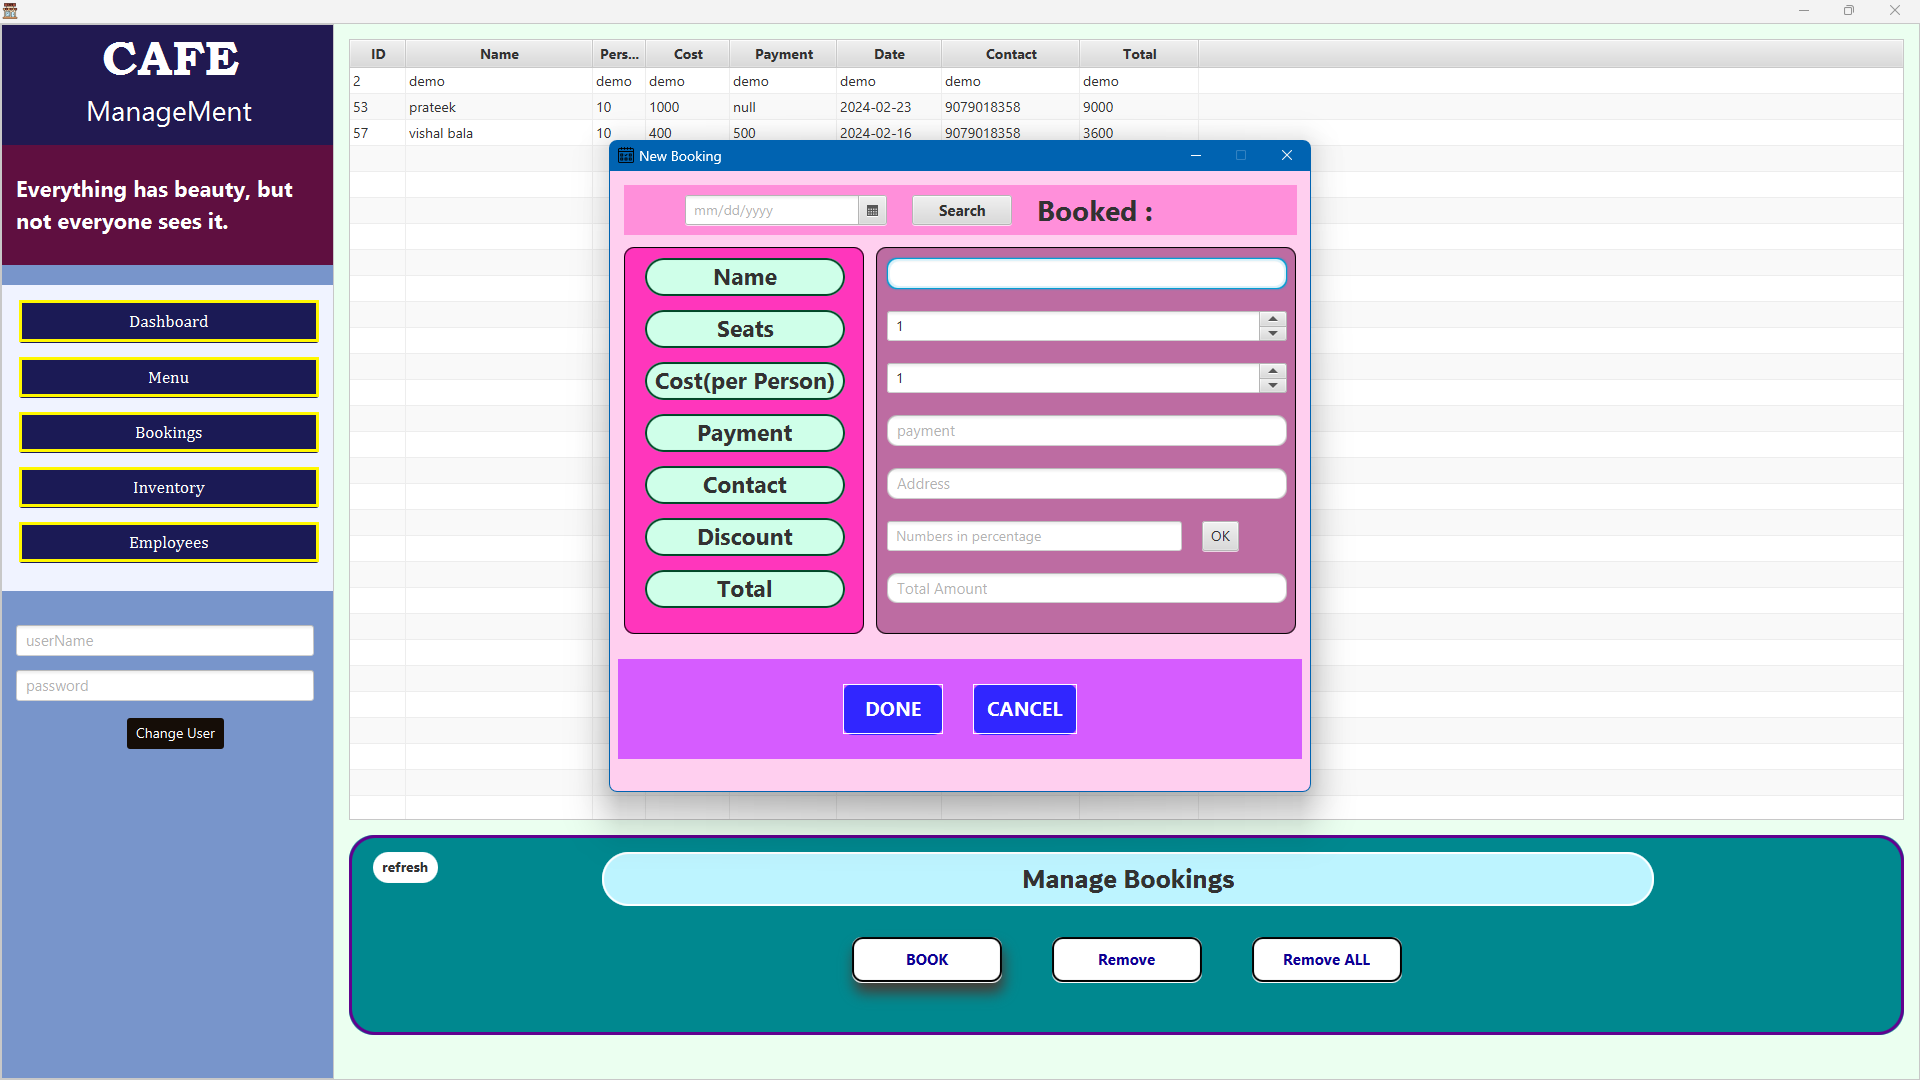 CAFE
ManageMent
Everything has beauty, but
not everyone sees it.
Dashboard
Menu
Bookings
Inventory
Employees
userName
password
Change User
ID Name Pers... Cost Payment Date Contact Total
2 demo demo demo demo demo demo demo
53 prateek 10 1000 null 2024-02-23 9079018358 9000
57 vishal bala 10 400 500 2024-02-16 9079018358 3600
New Booking
mm/dd/yyyy Search Booked :
Name
Seats 1
Cost(per Person) 1
Payment payment
Contact Address
Discount Numbers in percentage OK
Total Total Amount
DONE CANCEL
refresh
Manage Bookings
BOOK Remove Remove ALL